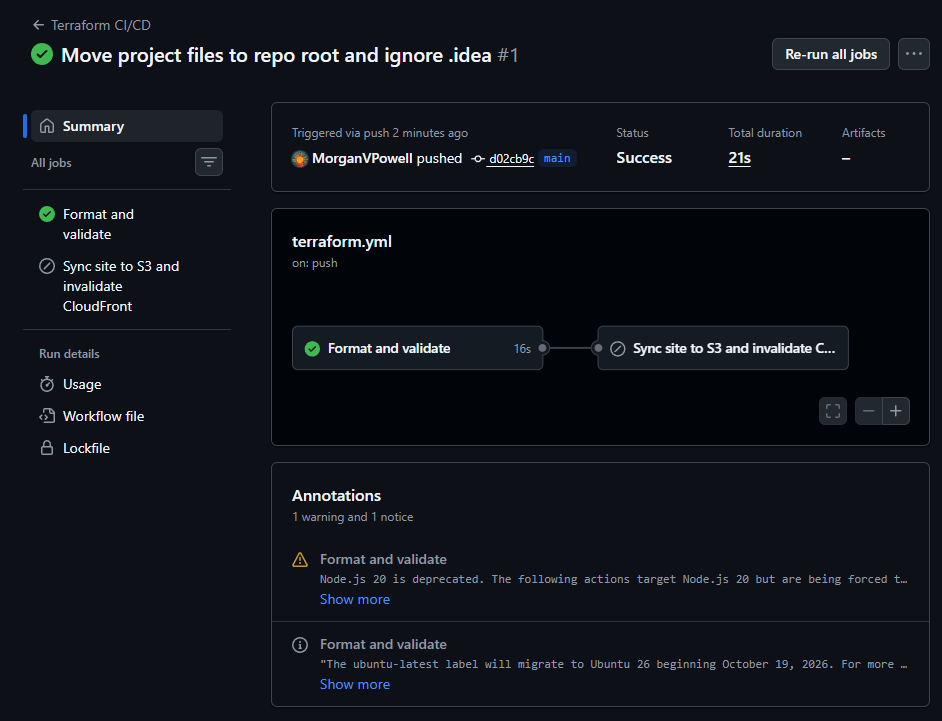 ← Terraform CI/CD
Move project files to repo root and ignore .idea #1
Re-run all jobs
...
Summary
All jobs
Format and
validate
Sync site to S3 and
invalidate
CloudFront
Run details
Usage
Workflow file
Lockfile
Triggered via push 2 minutes ago
MorganVPowell pushed d02cb9c main
Status
Success
Total duration
21s
Artifacts
–
terraform.yml
on: push
Format and validate 16s
Sync site to S3 and invalidate C...
Annotations
1 warning and 1 notice
Format and validate
Node.js 20 is deprecated. The following actions target Node.js 20 but are being forced t…
Show more
Format and validate
"The ubuntu-latest label will migrate to Ubuntu 26 beginning October 19, 2026. For more …
Show more